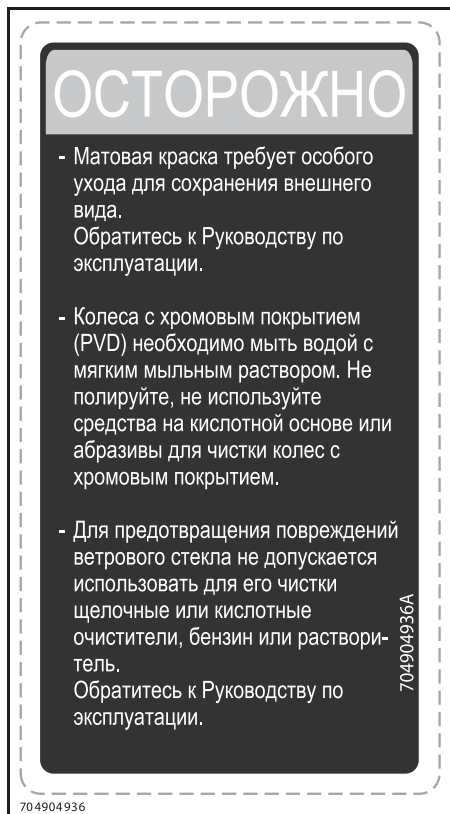 ОСТОРОЖНО
- Матовая краска требует особого
ухода для сохранения внешнего
вида.
Обратитесь к Руководству по
эксплуатации.
- Колеса с хромовым покрытием
(PVD) необходимо мыть водой с
мягким мыльным раствором. Не
полируйте, не используйте
средства на кислотной основе или
абразивы для чистки колес с
хромовым покрытием.
- Для предотвращения повреждений
ветрового стекла не допускается
использовать для его чистки
щелочные или кислотные
очистители, бензин или раствори-
тель.
Обратитесь к Руководству по
эксплуатации.
704904936A
704904936